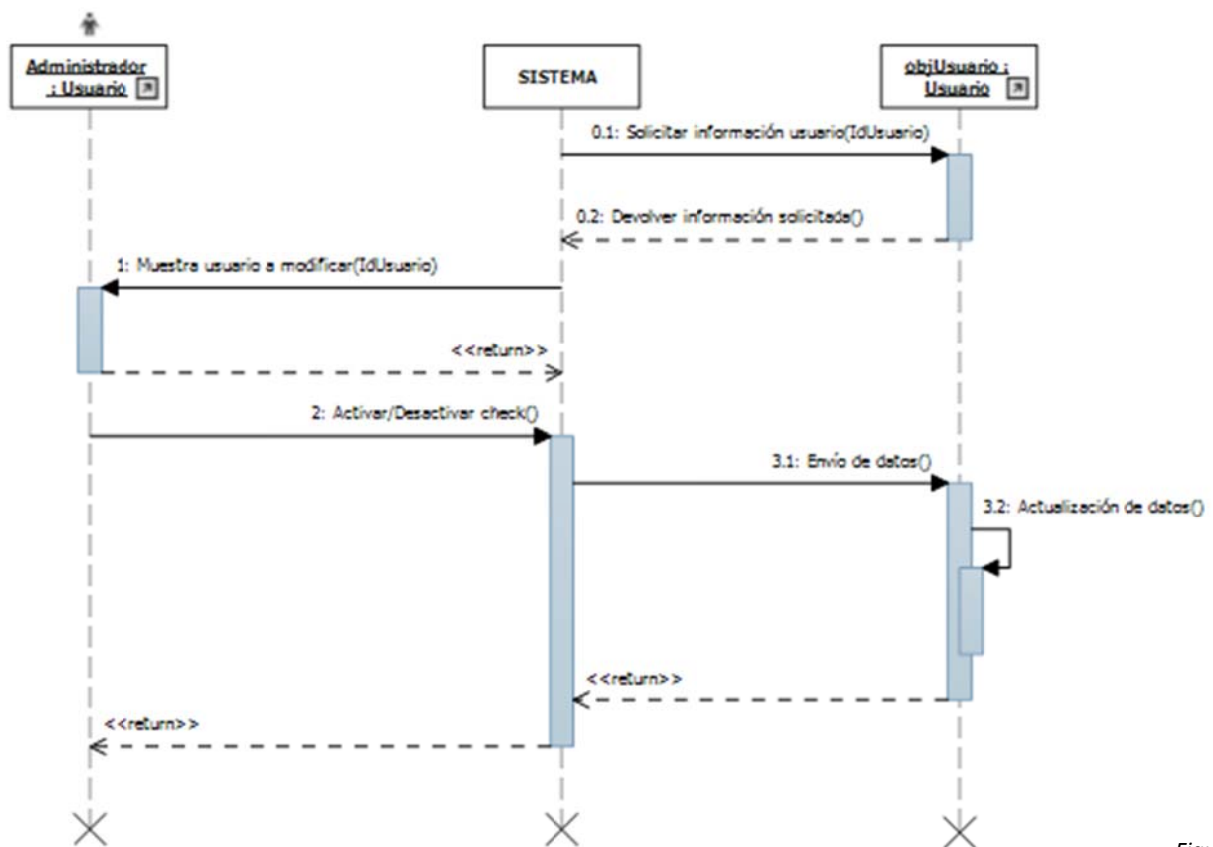 Administrador
: Usuario
SISTEMA
objUsuario :
Usuario
0.1: Solicitar información usuario(IdUsuario)
0.2: Devolver información solicitada()
1: Muestra usuario a modificar(IdUsuario)
<<return>>
2: Activar/Desactivar check()
3.1: Envío de datos()
3.2: Actualización de datos()
<<return>>
<<return>>